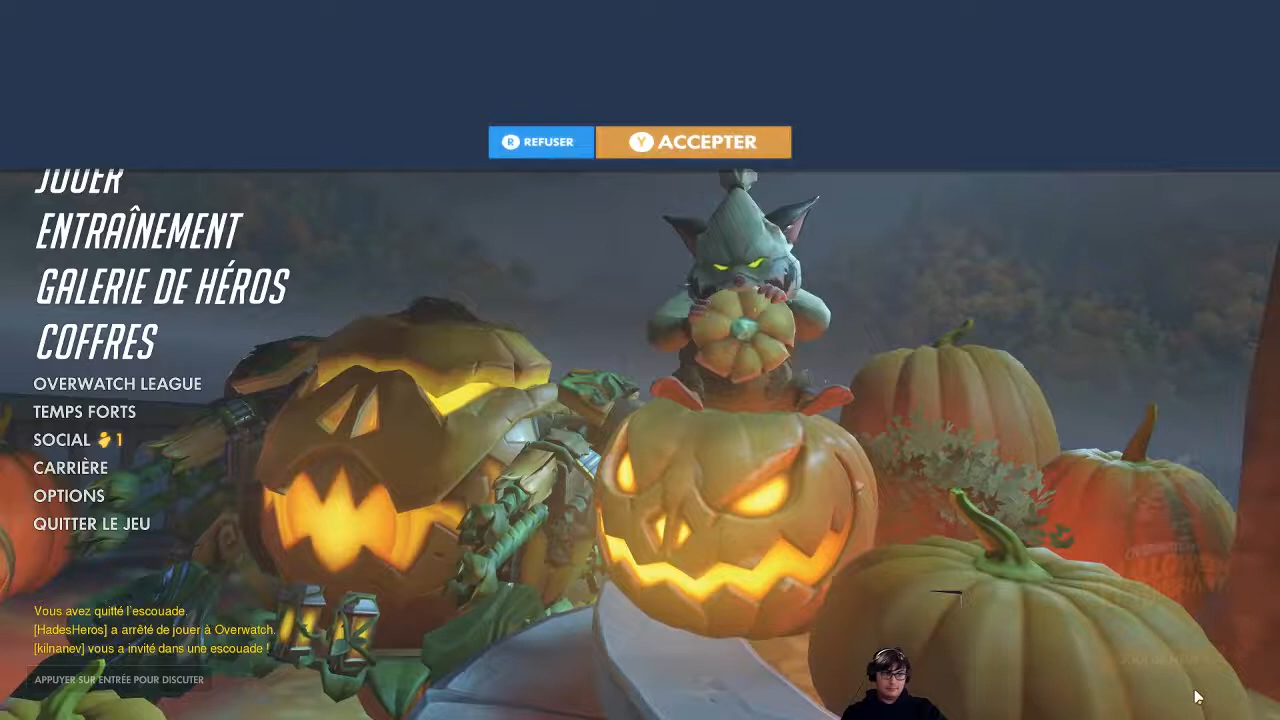 R REFUSER
Y ACCEPTER
JOUER
ENTRAÎNEMENT
GALERIE DE HÉROS
COFFRES
OVERWATCH LEAGUE
TEMPS FORTS
SOCIAL 1
CARRIÈRE
OPTIONS
QUITTER LE JEU
Vous avez quitté l'escouade.
[HadesHeros] a arrêté de jouer à Overwatch.
[kilnanev] vous a invité dans une escouade !
APPUYER SUR ENTRÉE POUR DISCUTER